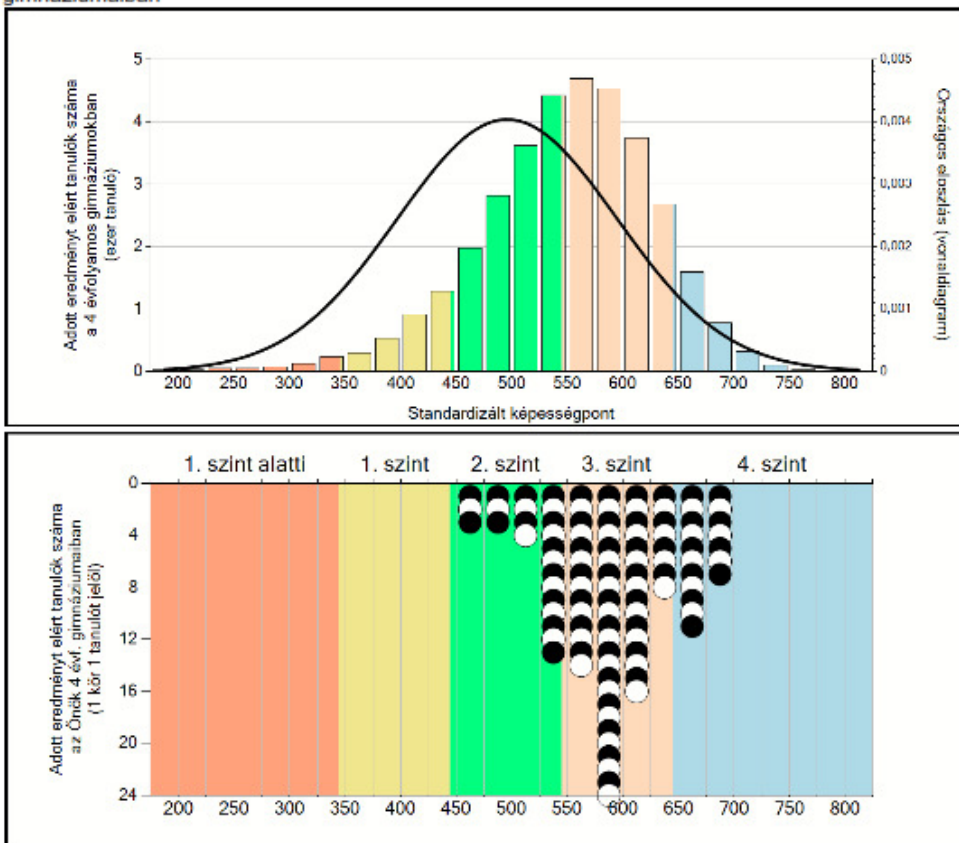 5
4
3
2
1
0
0,005
0,004
0,003
0,002
0,001
0
Adott eredményt elért tanulók száma
a 4 évfolyamos gimnáziumokban
(ezer tanuló)
Országos eloszlás (vonaldiagram)
200 250 300 350 400 450 500 550 600 650 700 750 800
Standardizált képességpont
1. szint alatti 1. szint 2. szint 3. szint 4. szint
0
4
8
12
16
20
24
Adott eredményt elért tanulók száma
az Önök 4 évf. gimnáziumaiban
(1 kör 1 tanulót jelöl)
200 250 300 350 400 450 500 550 600 650 700 750 800